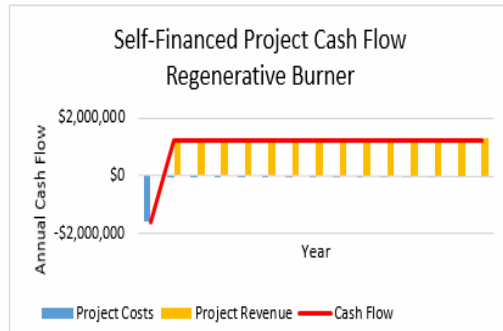 Self-Financed Project Cash Flow
Regenerative Burner
Annual Cash Flow
$2,000,000
$0
-$2,000,000
Year
Project Costs Project Revenue Cash Flow